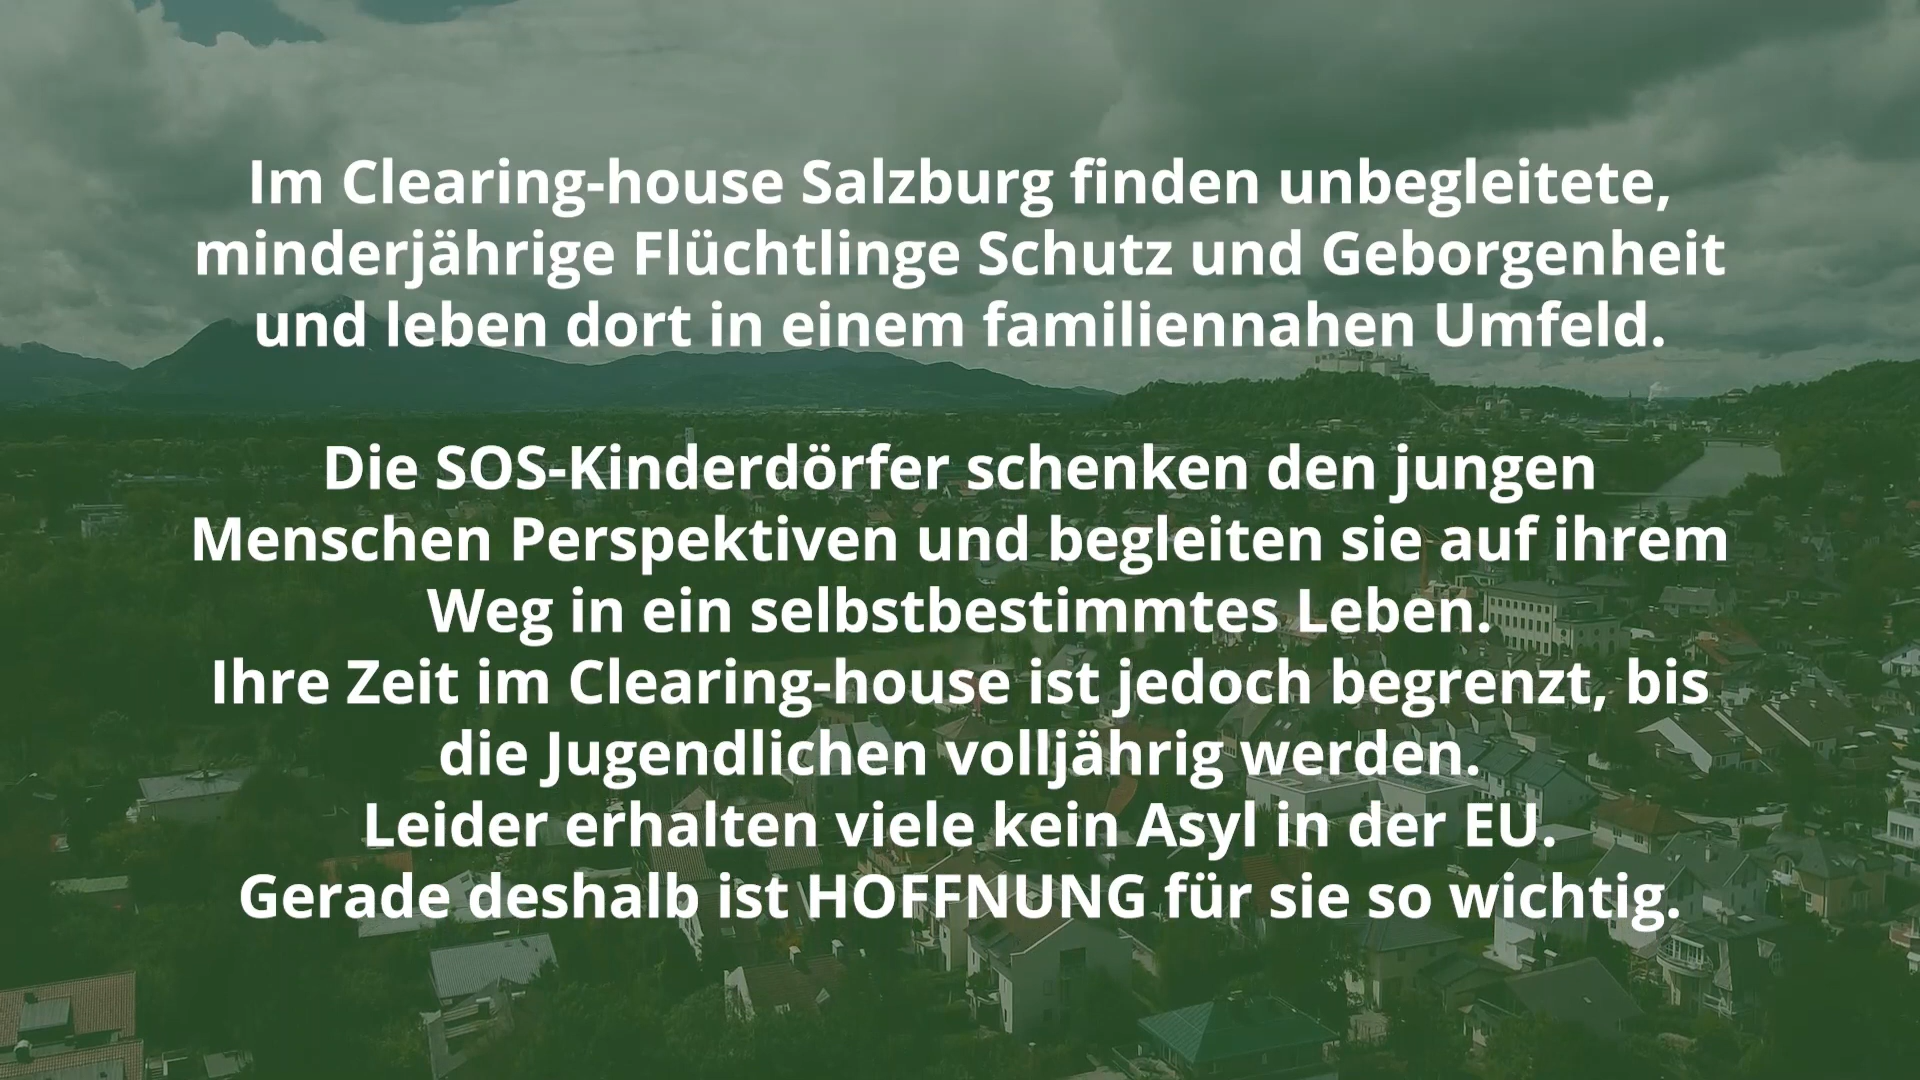 Im Clearing-house Salzburg finden unbegleitete,
minderjährige Flüchtlinge Schutz und Geborgenheit
und leben dort in einem familiennahen Umfeld.
Die SOS-Kinderdörfer schenken den jungen
Menschen Perspektiven und begleiten sie auf ihrem
Weg in ein selbstbestimmtes Leben.
Ihre Zeit im Clearing-house ist jedoch begrenzt, bis
die Jugendlichen volljährig werden.
Leider erhalten viele kein Asyl in der EU.
Gerade deshalb ist HOFFNUNG für sie so wichtig.